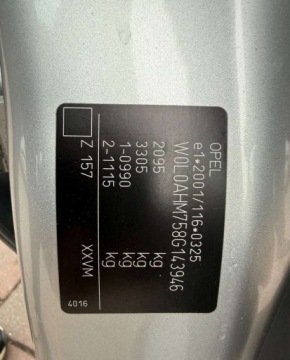 OPEL
e1*2001/116*0325
W0L0AHM758G143946
2095 kg
3305 kg
1-0990 kg
2-1115 kg
Z 157 XXVM
4016